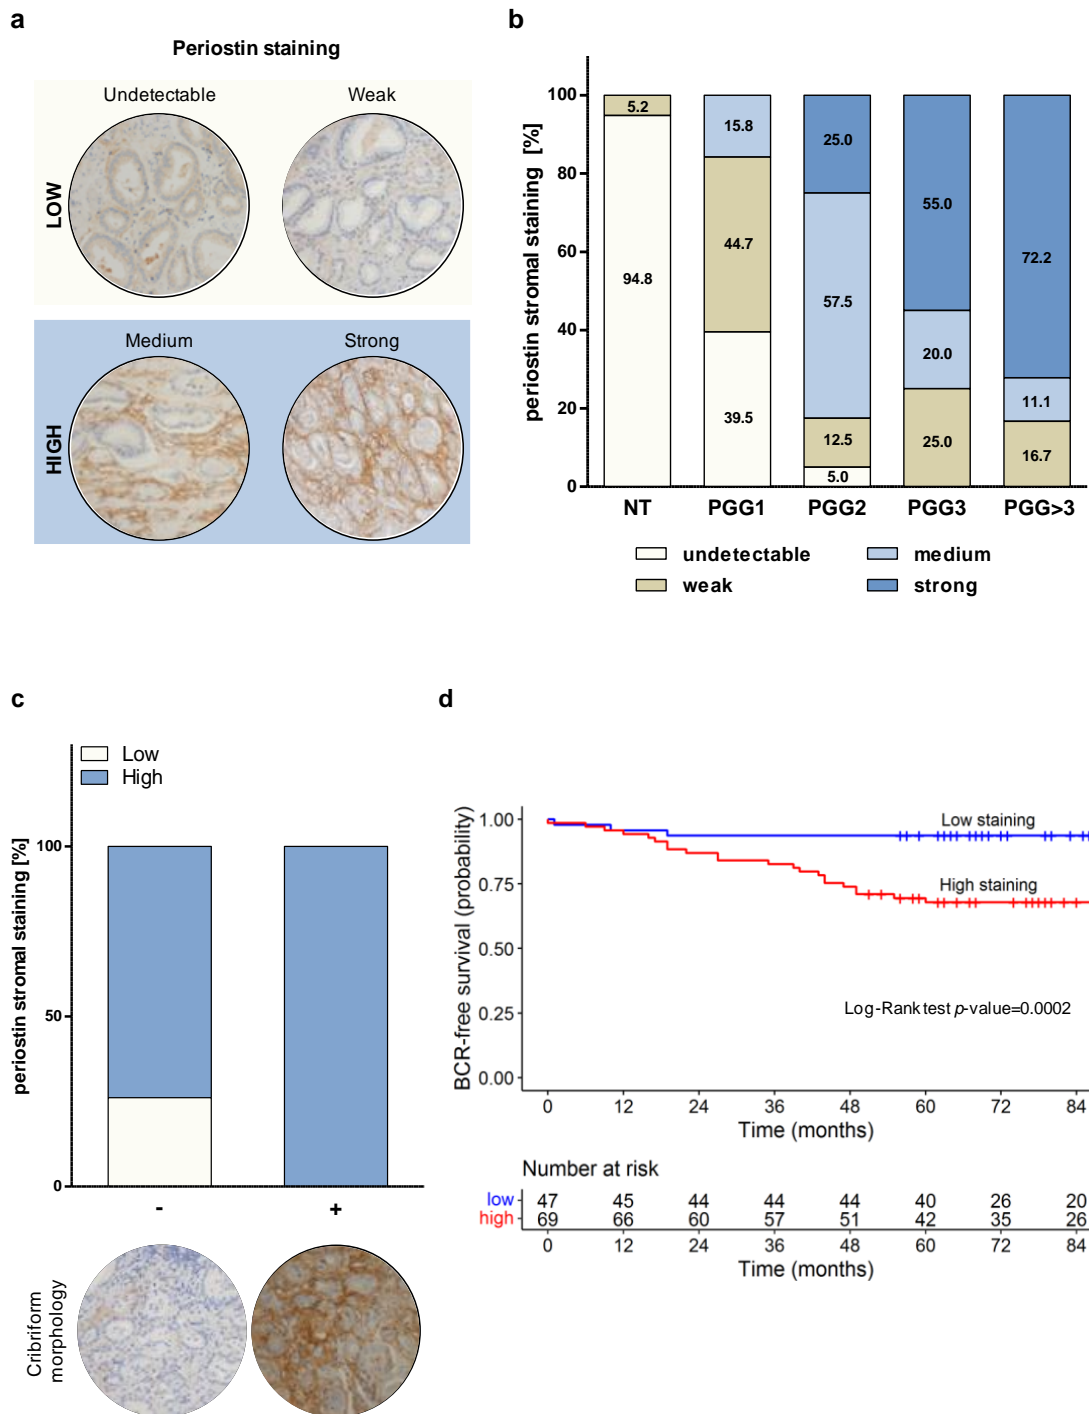 a
Periostin staining
Undetectable Weak
LOW
Medium Strong
HIGH
b
periostin stromal staining [%]
100
80
60
40
20
0
5.2
94.8
15.8
44.7
39.5
25.0
57.5
12.5
5.0
55.0
20.0
25.0
72.2
11.1
16.7
NT PGG1 PGG2 PGG3 PGG>3
undetectable medium
weak strong
c
Low
High
periostin stromal staining [%]
100
50
0
- +
Cribriform
morphology
d
BCR-free survival (probability)
1.00
0.75
0.50
0.25
0.00
Low staining
High staining
Log-Rank test p-value=0.0002
0 12 24 36 48 60 72 84
Time (months)
Number at risk
low 47 45 44 44 44 40 26 20
high 69 66 60 57 51 42 35 26
0 12 24 36 48 60 72 84
Time (months)